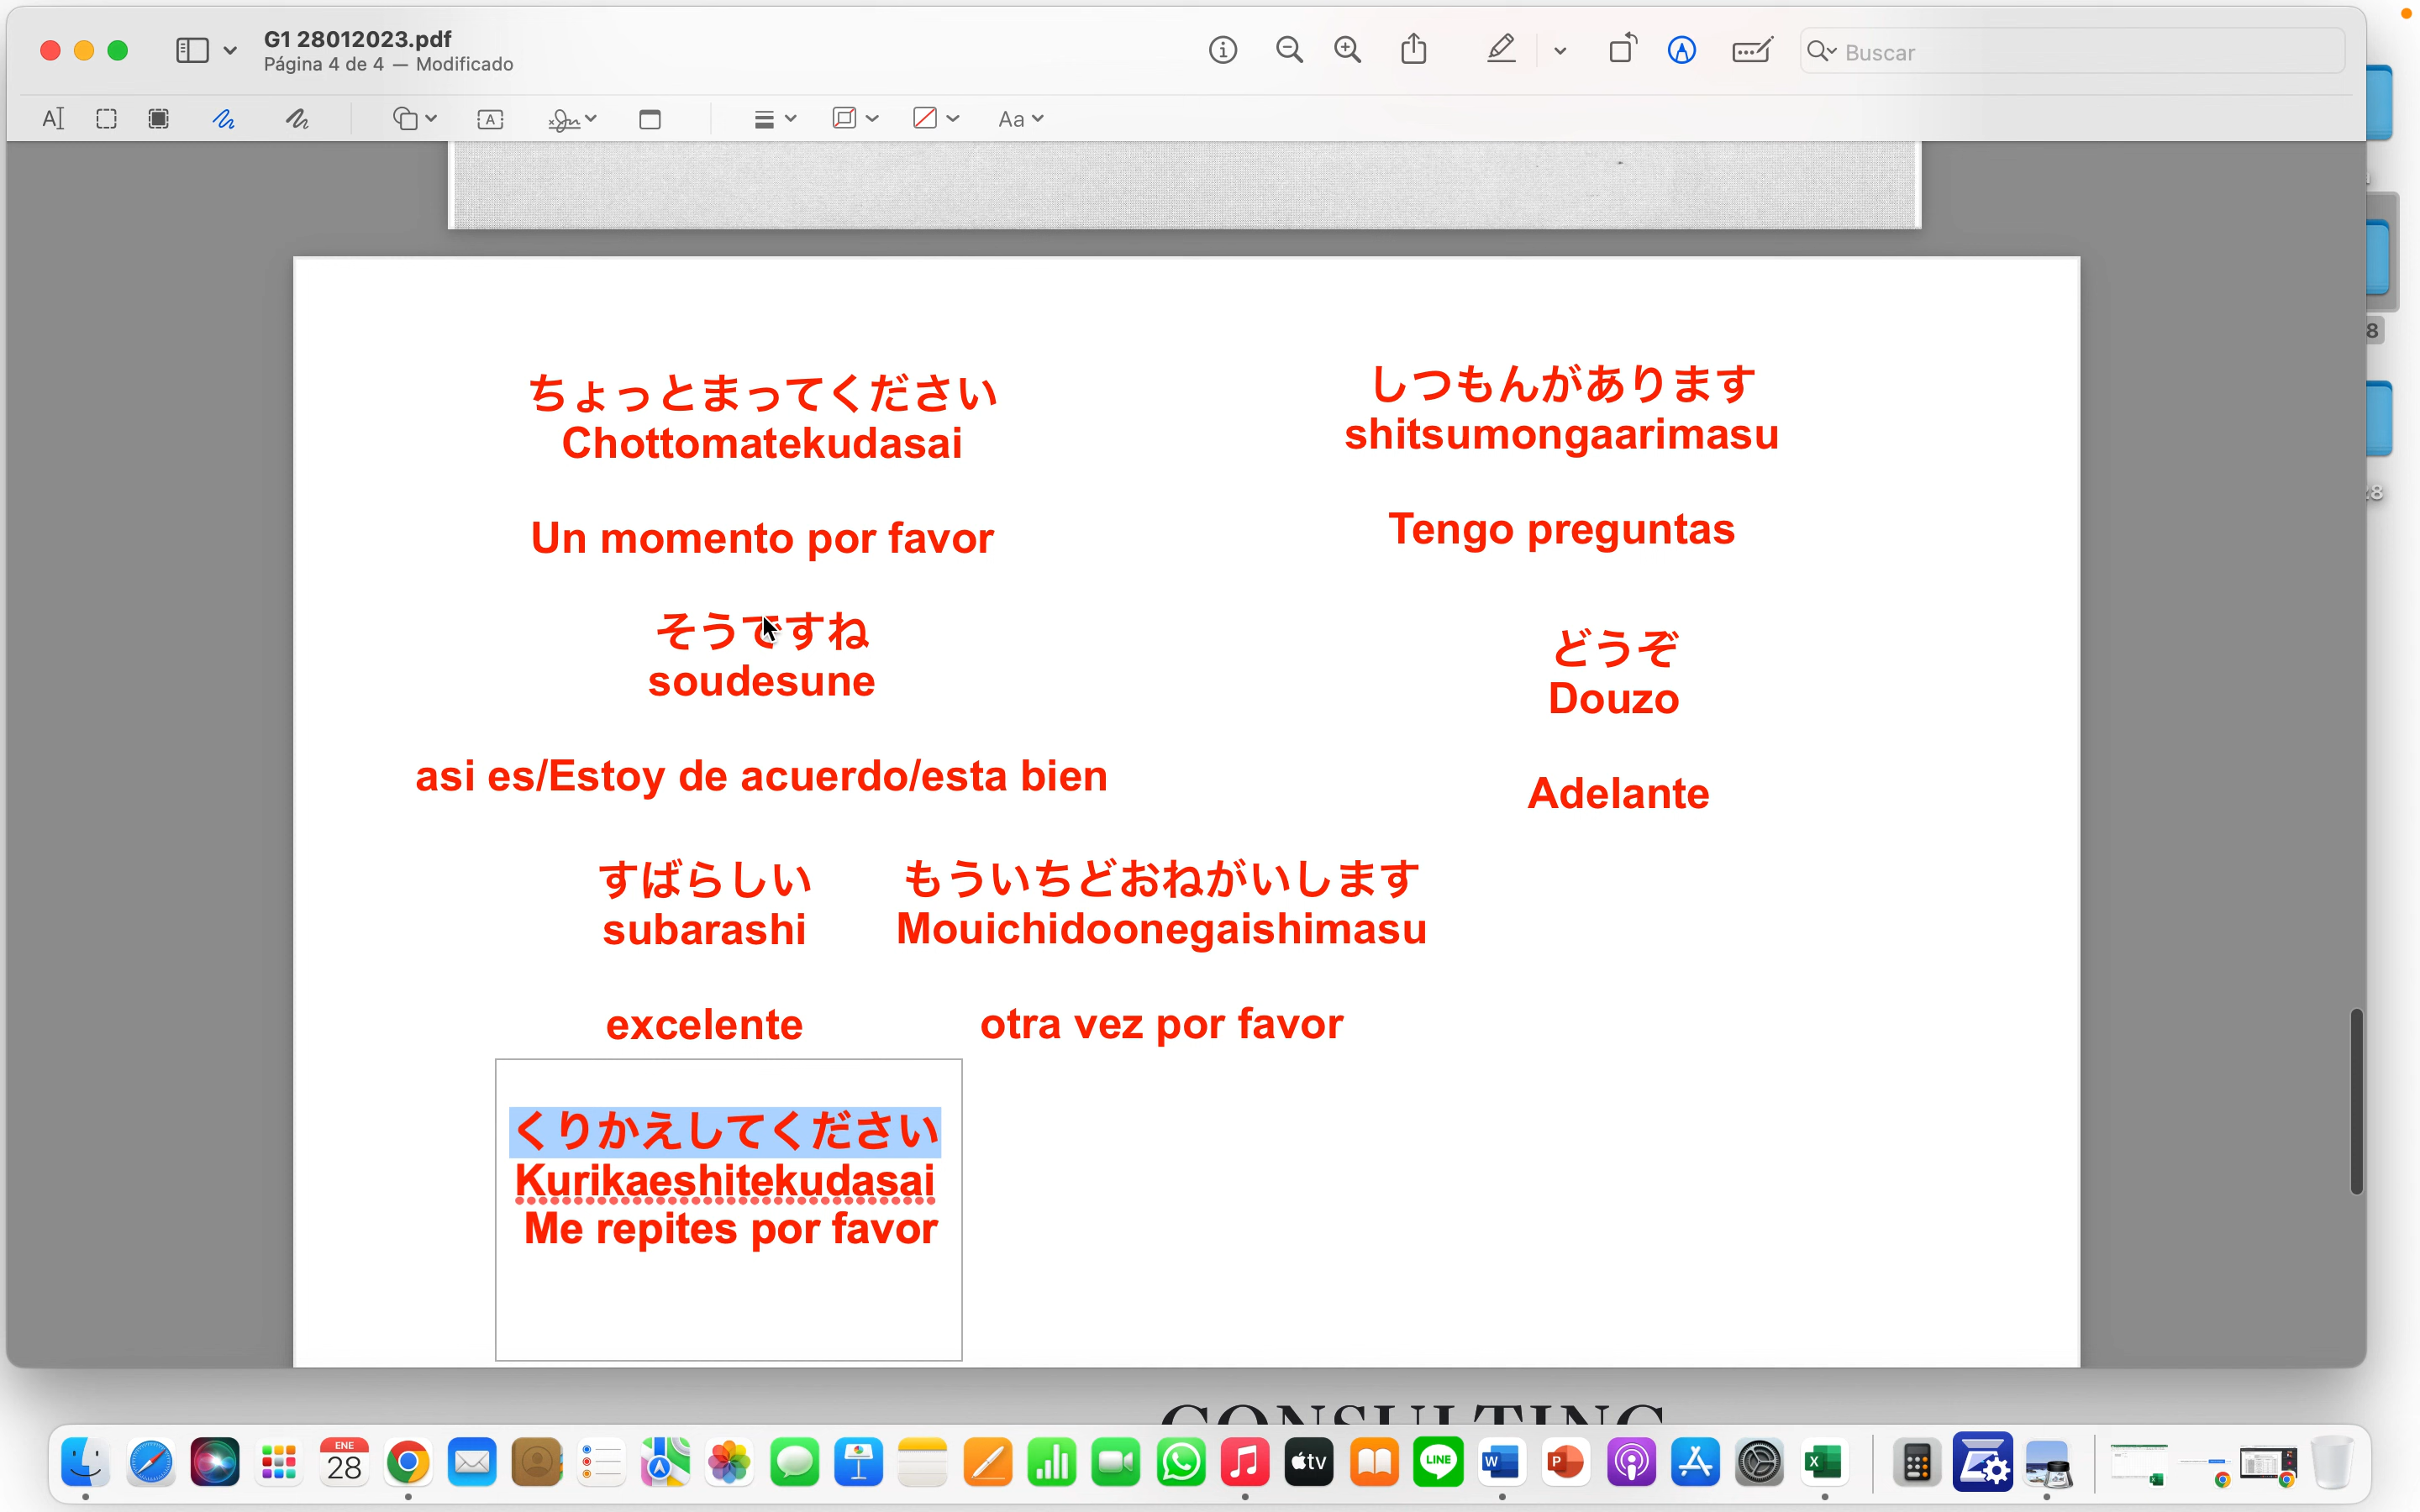 G1 28012023.pdf
Página 4 de 4 — Modificado
Buscar
Aa
ちょっとまってください
Chottomatekudasai
Un momento por favor
しつもんがあります
shitsumongaarimasu
Tengo preguntas
そうですね
soudesune
asi es/Estoy de acuerdo/esta bien
どうぞ
Douzo
Adelante
すばらしい
subarashi
excelente
もういちどおねがいします
Mouichidoonegaishimasu
otra vez por favor
くりかえしてください
Kurikaeshitekudasai
Me repites por favor
CONSULTING
ENE
28
tv
LINE
W
P
X